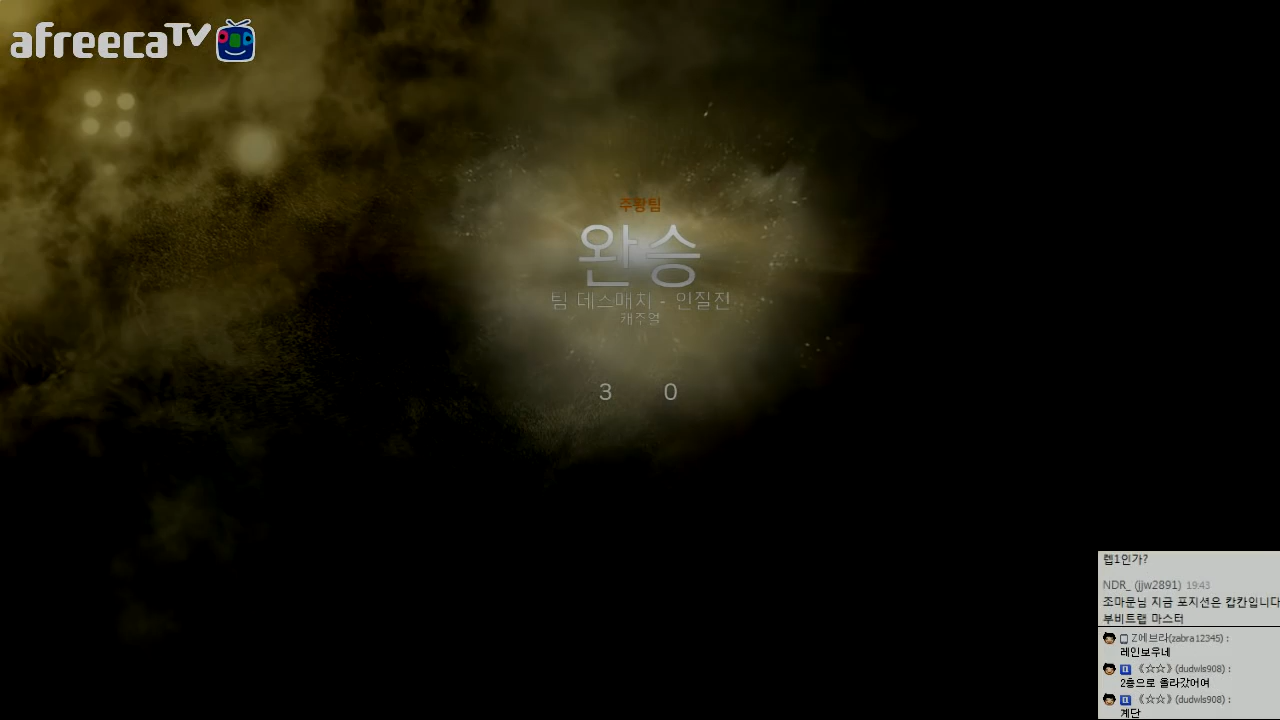 afreecaTV
주황팀
완승
팀 데스매치 - 인질전
캐주얼
3 0
렙1인가?
NDR_ (jjw2891) 19:43
조마문님 지금 포지션은 캅칸입니다
부비트랩 마스터
Z에브라(zabra12345) :
레인보우네
《☆☆》(dudwls908) :
2층으로 올라갔어여
《☆☆》(dudwls908) :
계단